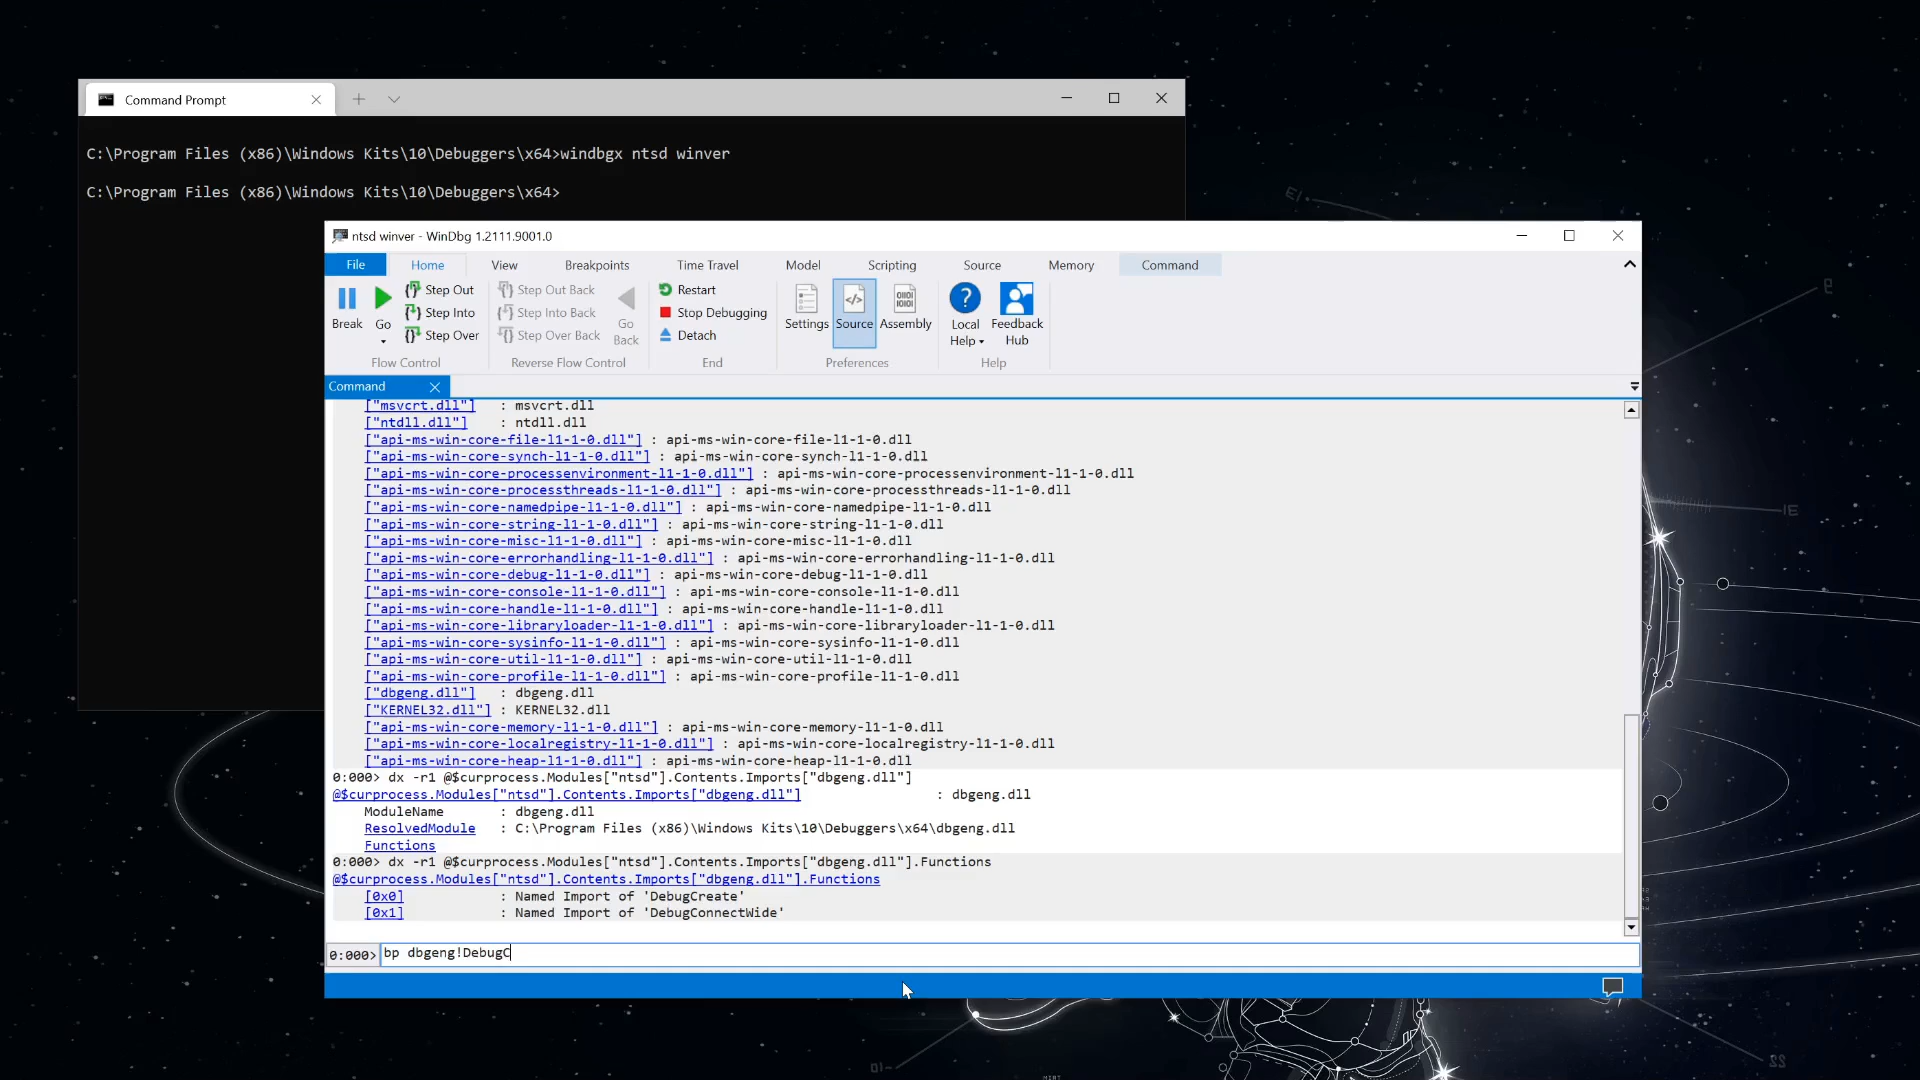 Command Prompt
C:\Program Files (x86)\Windows Kits\10\Debuggers\x64>windbgx ntsd winver
C:\Program Files (x86)\Windows Kits\10\Debuggers\x64>
ntsd winver - WinDbg 1.2111.9001.0
File Home View Breakpoints Time Travel Model Scripting Source Memory Command
Break
Go
Step Out
Step Into
Step Over
Flow Control
Step Out Back
Step Into Back
Step Over Back
Go Back
Reverse Flow Control
Restart
Stop Debugging
Detach
End
Settings Source Assembly
Preferences
Local Help
Feedback Hub
Help
Command
["msvcrt.dll"] : msvcrt.dll
["ntdll.dll"] : ntdll.dll
["api-ms-win-core-file-l1-1-0.dll"] : api-ms-win-core-file-l1-1-0.dll
["api-ms-win-core-synch-l1-1-0.dll"] : api-ms-win-core-synch-l1-1-0.dll
["api-ms-win-core-processenvironment-l1-1-0.dll"] : api-ms-win-core-processenvironment-l1-1-0.dll
["api-ms-win-core-processthreads-l1-1-0.dll"] : api-ms-win-core-processthreads-l1-1-0.dll
["api-ms-win-core-namedpipe-l1-1-0.dll"] : api-ms-win-core-namedpipe-l1-1-0.dll
["api-ms-win-core-string-l1-1-0.dll"] : api-ms-win-core-string-l1-1-0.dll
["api-ms-win-core-misc-l1-1-0.dll"] : api-ms-win-core-misc-l1-1-0.dll
["api-ms-win-core-errorhandling-l1-1-0.dll"] : api-ms-win-core-errorhandling-l1-1-0.dll
["api-ms-win-core-debug-l1-1-0.dll"] : api-ms-win-core-debug-l1-1-0.dll
["api-ms-win-core-console-l1-1-0.dll"] : api-ms-win-core-console-l1-1-0.dll
["api-ms-win-core-handle-l1-1-0.dll"] : api-ms-win-core-handle-l1-1-0.dll
["api-ms-win-core-libraryloader-l1-1-0.dll"] : api-ms-win-core-libraryloader-l1-1-0.dll
["api-ms-win-core-sysinfo-l1-1-0.dll"] : api-ms-win-core-sysinfo-l1-1-0.dll
["api-ms-win-core-util-l1-1-0.dll"] : api-ms-win-core-util-l1-1-0.dll
["api-ms-win-core-profile-l1-1-0.dll"] : api-ms-win-core-profile-l1-1-0.dll
["dbgeng.dll"] : dbgeng.dll
["KERNEL32.dll"] : KERNEL32.dll
["api-ms-win-core-memory-l1-1-0.dll"] : api-ms-win-core-memory-l1-1-0.dll
["api-ms-win-core-localregistry-l1-1-0.dll"] : api-ms-win-core-localregistry-l1-1-0.dll
["api-ms-win-core-heap-l1-1-0.dll"] : api-ms-win-core-heap-l1-1-0.dll
0:000> dx -r1 @$curprocess.Modules["ntsd"].Contents.Imports["dbgeng.dll"]
@$curprocess.Modules["ntsd"].Contents.Imports["dbgeng.dll"] : dbgeng.dll
ModuleName : dbgeng.dll
ResolvedModule : C:\Program Files (x86)\Windows Kits\10\Debuggers\x64\dbgeng.dll
Functions
0:000> dx -r1 @$curprocess.Modules["ntsd"].Contents.Imports["dbgeng.dll"].Functions
@$curprocess.Modules["ntsd"].Contents.Imports["dbgeng.dll"].Functions
[0x0] : Named Import of 'DebugCreate'
[0x1] : Named Import of 'DebugConnectWide'
0:000> bp dbgeng!DebugC